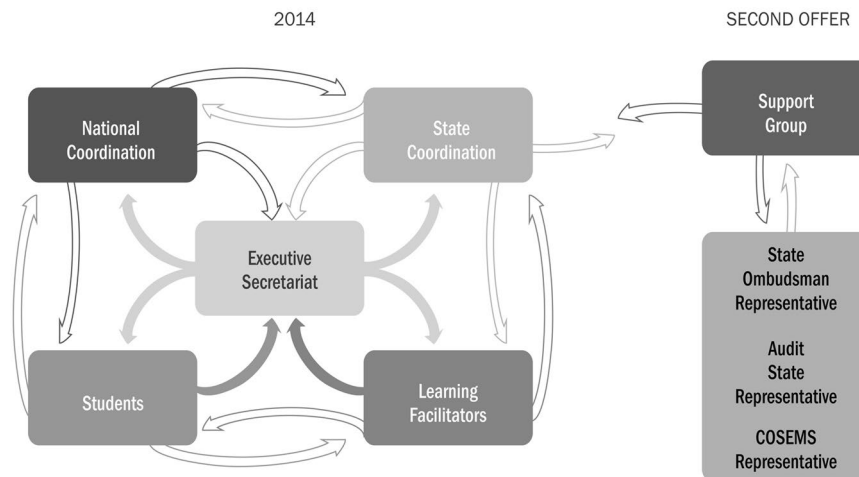 2014
SECOND OFFER
National
Coordination
State
Coordination
Support
Group
Executive
Secretariat
State
Ombudsman
Representative
Audit
State
Representative
COSEMS
Representative
Students
Learning
Facilitators